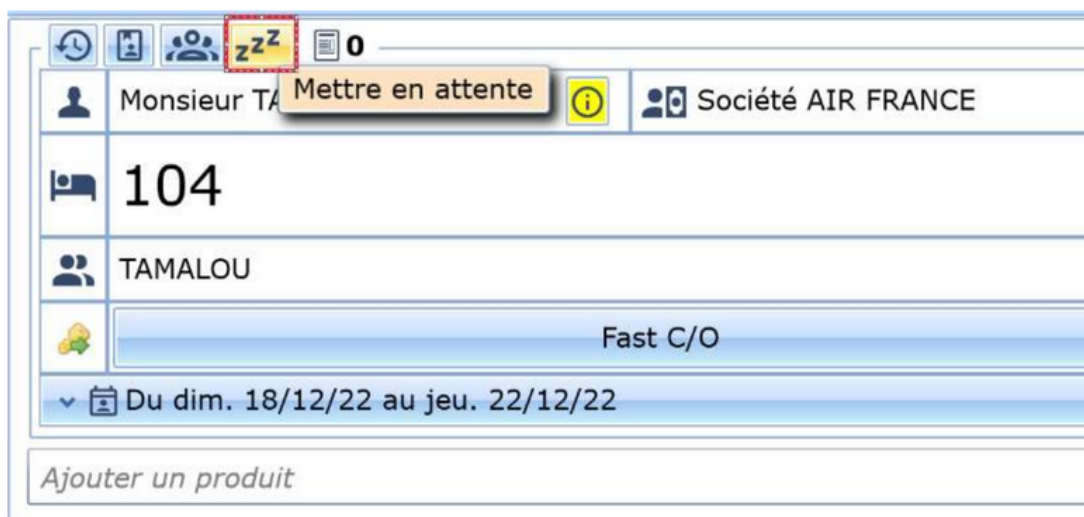 zzZ 0
Mettre en attente
Monsieur TA
Société AIR FRANCE
104
TAMALOU
Fast C/O
Du dim. 18/12/22 au jeu. 22/12/22
Ajouter un produit